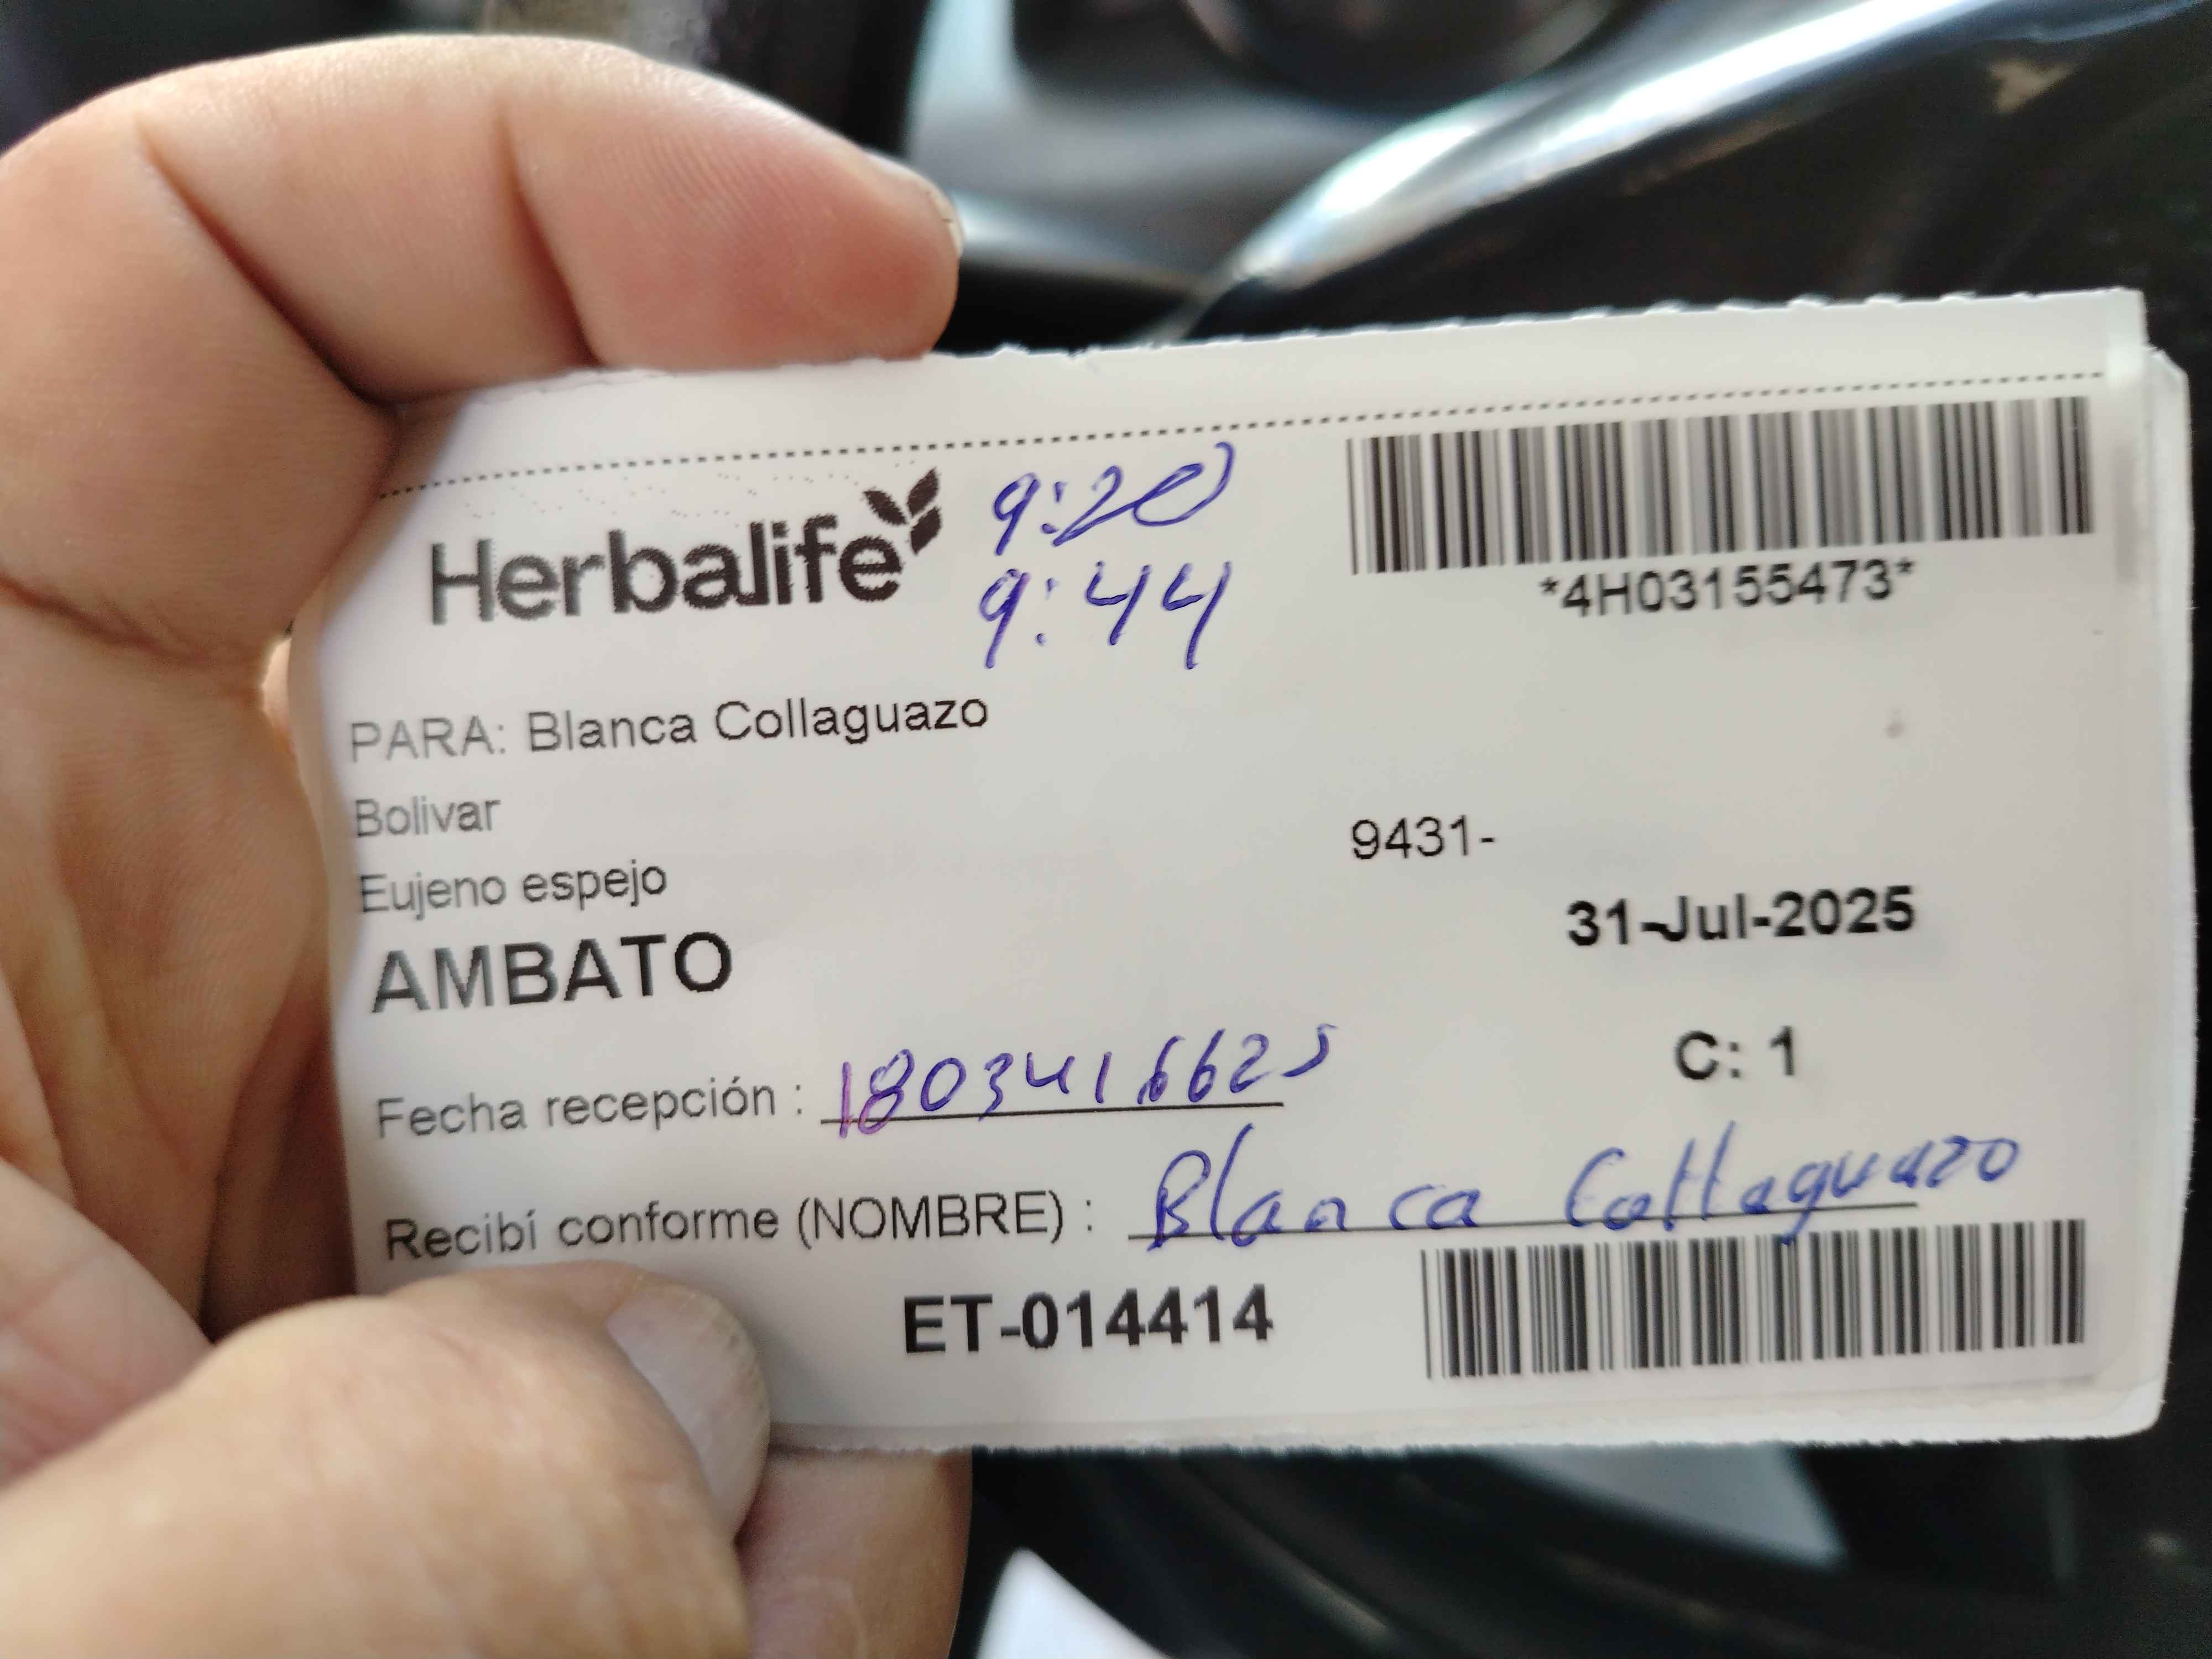 Herbalife
9:20
9:44
*4H03155473*
PARA: Blanca Collaguazo
Bolivar
9431-
Eujeno espejo
31-Jul-2025
AMBATO
C: 1
Fecha recepción : 1803416625
Recibí conforme (NOMBRE) : Blanca Collaguazo
ET-014414